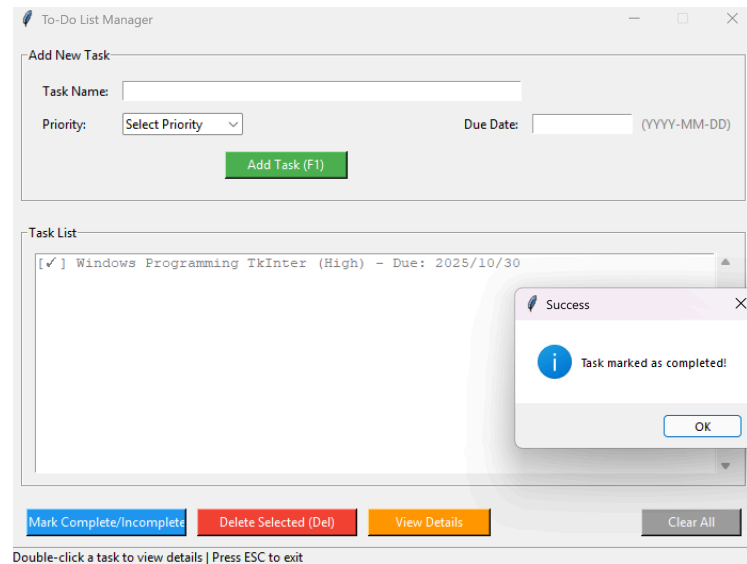 To-Do List Manager
Add New Task
Task Name:
Priority: Select Priority Due Date: (YYYY-MM-DD)
Add Task (F1)
Task List
[✓] Windows Programming TkInter (High) - Due: 2025/10/30
Success
Task marked as completed!
OK
Mark Complete/Incomplete Delete Selected (Del) View Details Clear All
Double-click a task to view details | Press ESC to exit